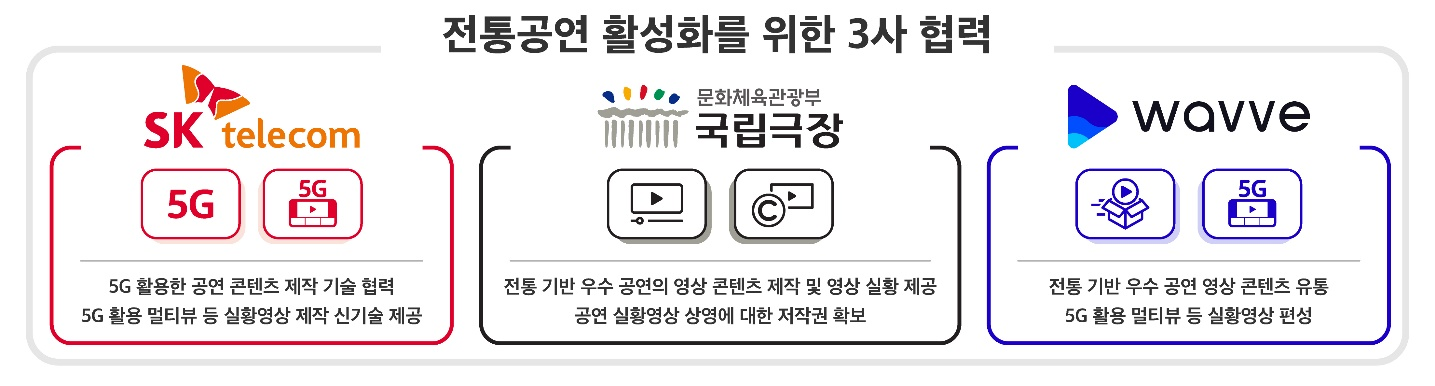 전통공연 활성화를 위한 3사 협력
SK telecom
5G
5G
5G 활용한 공연 콘텐츠 제작 기술 협력
5G 활용 멀티뷰 등 실황영상 제작 신기술 제공
문화체육관광부
국립극장
C
전통 기반 우수 공연의 영상 콘텐츠 제작 및 영상 실황 제공
공연 실황영상 상영에 대한 저작권 확보
wavve
5G
전통 기반 우수 공연 영상 콘텐츠 유통
5G 활용 멀티뷰 등 실황영상 편성